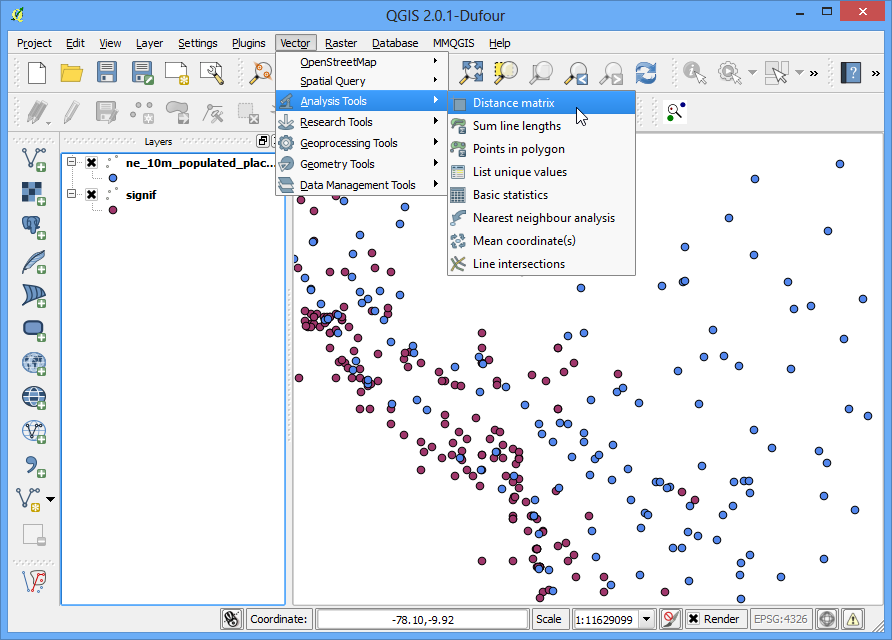 QGIS 2.0.1-Dufour
Project Edit View Layer Settings Plugins Vector Raster Database MMQGIS Help
OpenStreetMap
Spatial Query
Analysis Tools
Research Tools
Geoprocessing Tools
Geometry Tools
Data Management Tools
Distance matrix
Sum line lengths
Points in polygon
List unique values
Basic statistics
Nearest neighbour analysis
Mean coordinate(s)
Line intersections
Layers
ne_10m_populated_plac...
signif
Coordinate: -78.10,-9.92 Scale 1:11629099 Render EPSG:4326